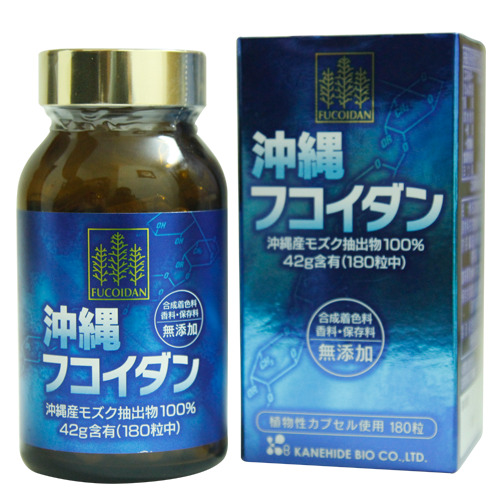 FUCOIDAN
沖縄
フコイダン
沖縄産モズク抽出物100%
42g含有(180粒中)
合成着色料
香料・保存料
無添加
FUCOIDAN
沖縄
フコイダン
沖縄産モズク抽出物100%
42g含有(180粒中)
合成着色料
香料・保存料
無添加
植物性カプセル使用 180粒
KANEHIDE BIO CO.,LTD.